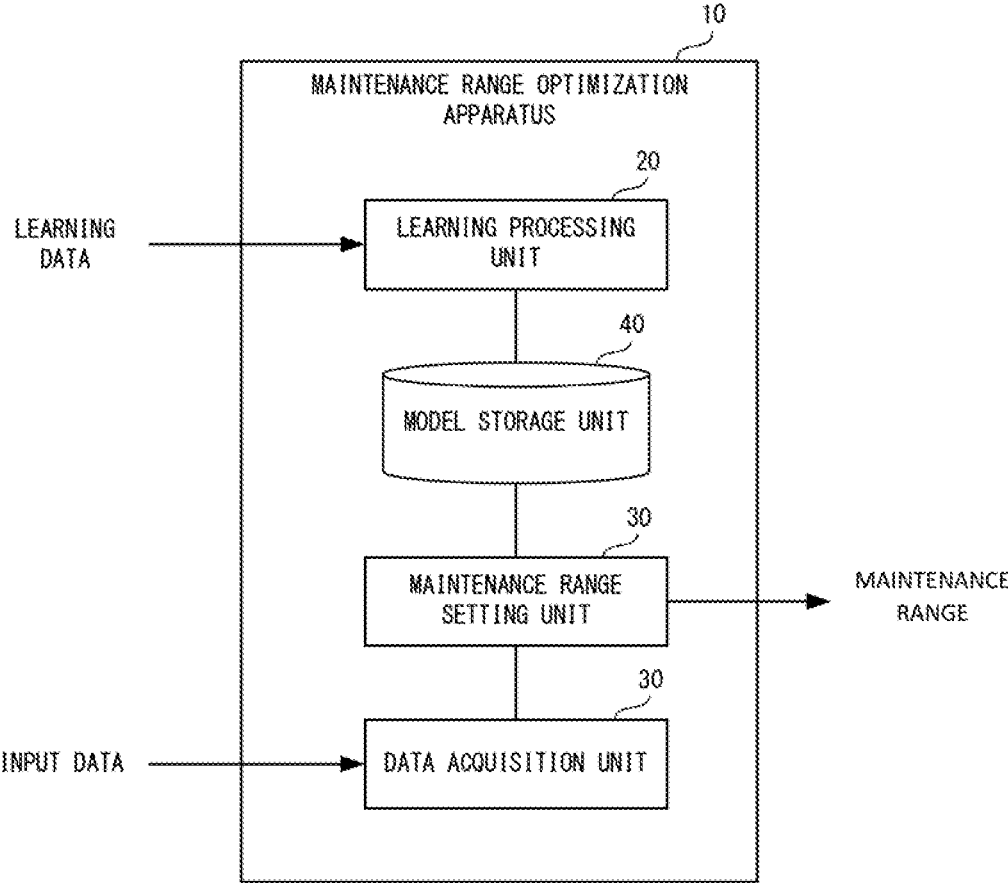 10
MAINTENANCE RANGE OPTIMIZATION
APPARATUS
20
LEARNING PROCESSING
UNIT
LEARNING
DATA
40
MODEL STORAGE UNIT
30
MAINTENANCE RANGE
SETTING UNIT
MAINTENANCE
RANGE
30
DATA ACQUISITION UNIT
INPUT DATA